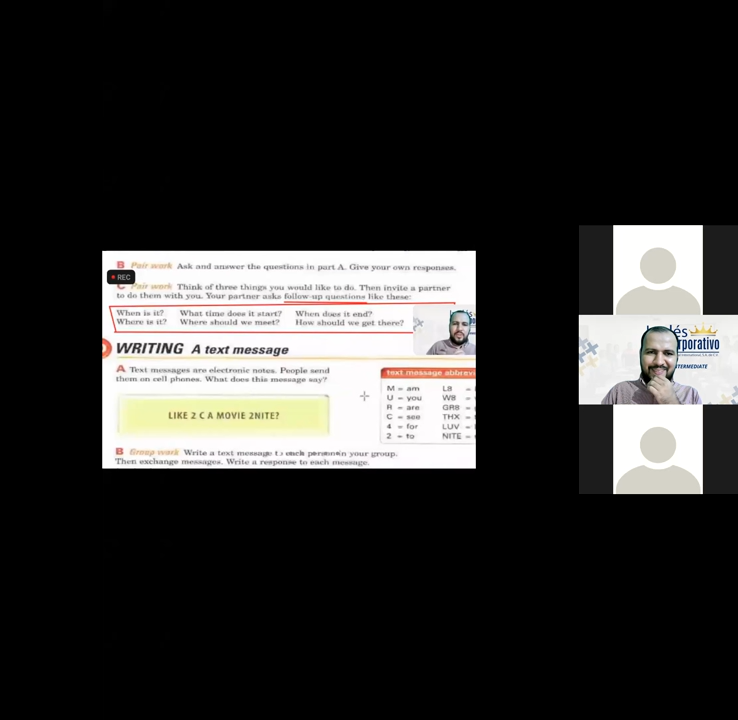 B Pair work Ask and answer the questions in part A. Give your own responses.
REC
C Pair work Think of three things you would like to do. Then invite a partner
to do them with you. Your partner asks follow-up questions like these:
When is it? What time does it start? When does it end?
Where is it? Where should we meet? How should we get there?
WRITING A text message
A Text messages are electronic notes. People send
them on cell phones. What does this message say?
LIKE 2 C A MOVIE 2NITE?
text message abbrevi
M = am L8 =
U = you W8 =
R = are GR8 =
C = see THX =
4 = for LUV =
2 = to NITE =
B Group work Write a text message to each person in your group.
Then exchange messages. Write a response to each message.
Inglés
rporativo
TERMEDIATE